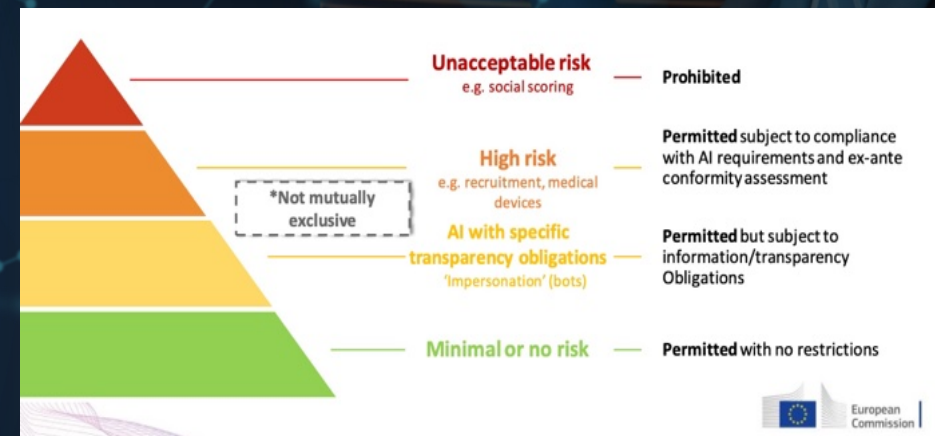 Unacceptable risk
e.g. social scoring
Prohibited
High risk
e.g. recruitment, medical
devices
Permitted subject to compliance
with AI requirements and ex-ante
conformity assessment
*Not mutually
exclusive
AI with specific
transparency obligations
'Impersonation' (bots)
Permitted but subject to
information/transparency
Obligations
Minimal or no risk
Permitted with no restrictions
European
Commission